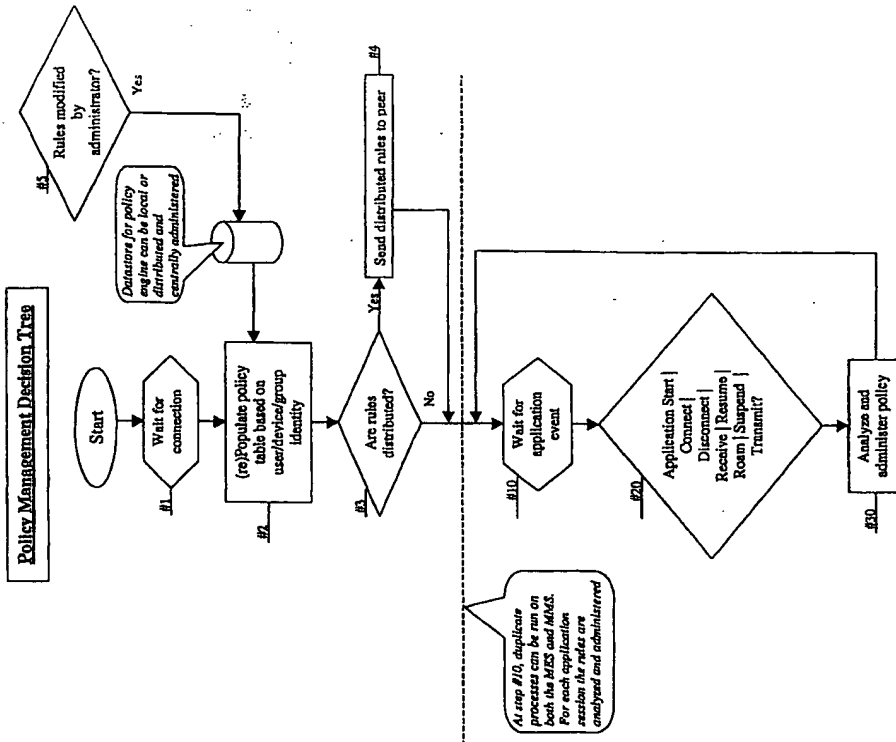 Policy Management Decision Tree
Start
#1
Wait for
connection
#2
(re)Populate policy
table based on
user/device/group
identity
Datastores for policy
engine can be local or
distributed and
centrally administered
#5
Rules modified
by
administrator?
Yes
#3
Are rules
distributed?
Yes
No
#4
Send distributed rules to peer
At step #10, duplicate
processes can be run on
both the MES and MMS.
For each application
session the rules are
analyzed and administered
#10
Wait for
application
event
#20
Application Start |
Connect |
Disconnect |
Receive | Resume |
Roam | Suspend |
Transmit?
#30
Analyze and
administer policy